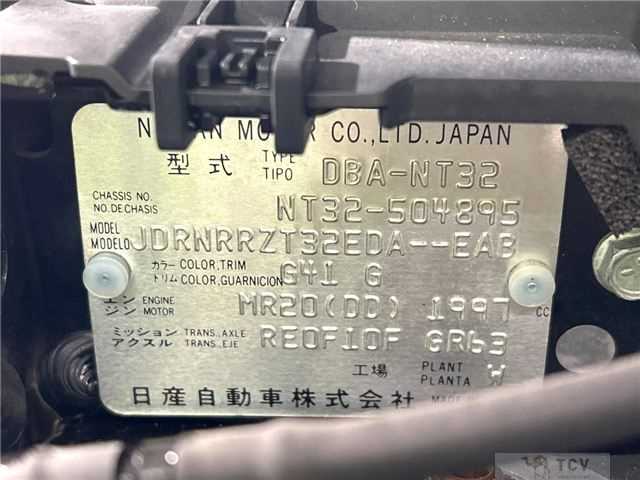 NISSAN MOTOR CO.,LTD. JAPAN
型式 TYPE TIPO DBA-NT32
CHASSIS NO. NO.DE CHASIS NT32-504895
MODEL MODELO JDRNRRZT32EDA--EAB
カラー COLOR,TRIM トリム COLOR,GUARNICION G41 G
エンジン ENGINE MOTOR MR20(DD) 1997 CC
ミッション TRANS.,AXLE アクスル TRANS.,EJE RE0F10F GR63
工場 PLANT PLANTA W
日産自動車株式会社 MADE
TCV